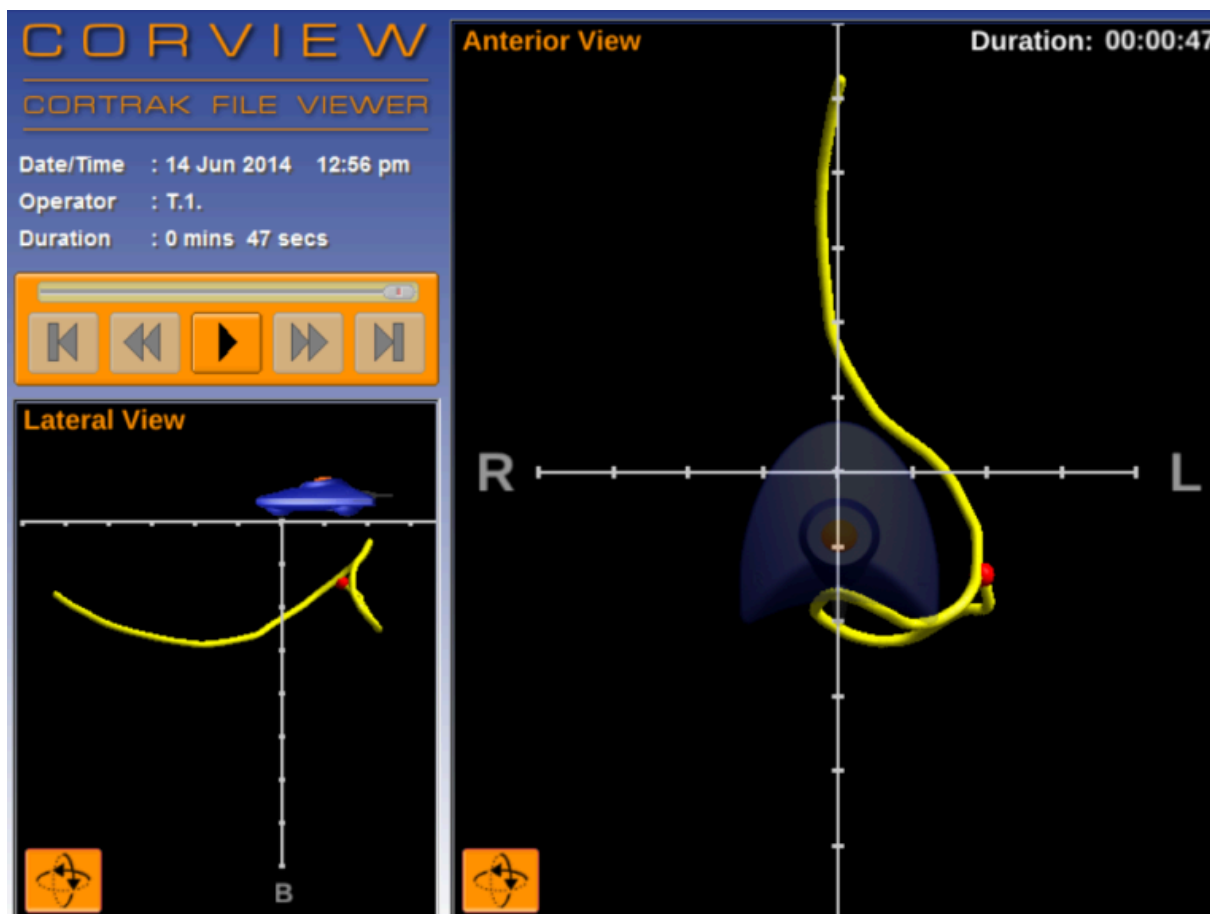 CORVIEW
CORTRAK FILE VIEWER
Date/Time : 14 Jun 2014 12:56 pm
Operator : T.1.
Duration : 0 mins 47 secs
Lateral View
B
Anterior View
Duration: 00:00:47
R
L